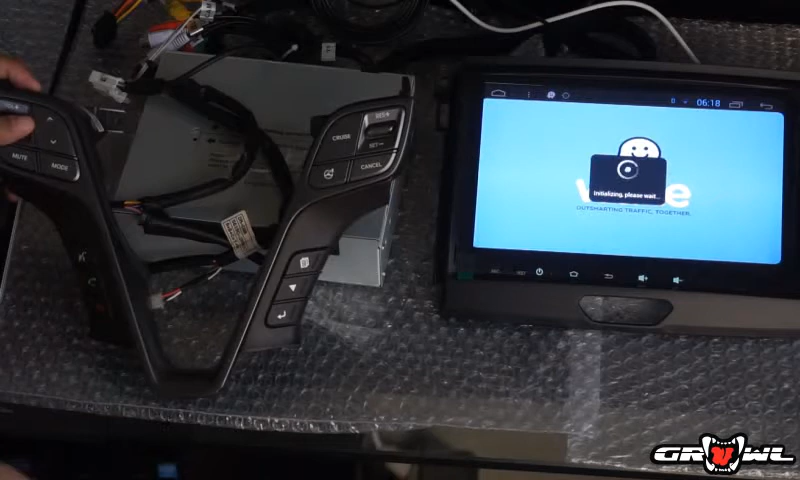 06:18
Initializing, please wait...
OUTSMARTING TRAFFIC, TOGETHER.
MUTE
MODE
CRUISE
RES+
SET-
CANCEL
GROWL